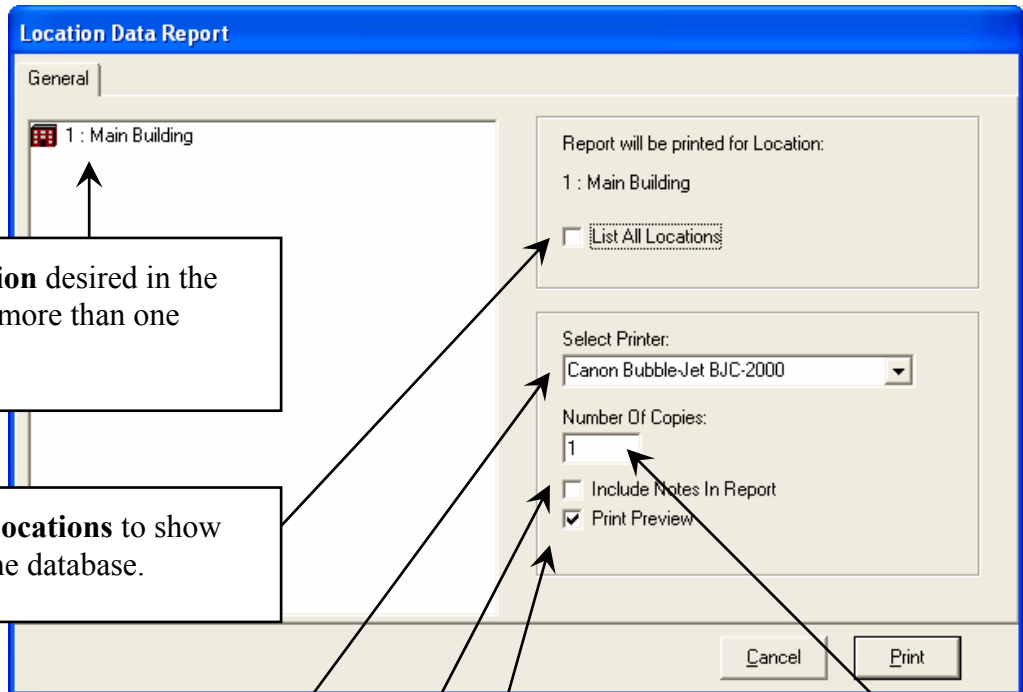 Location Data Report
General
1 : Main Building
Report will be printed for Location:
1 : Main Building
List All Locations
desired in the
more than one
Select Printer:
Canon Bubble-Jet BJC-2000
Number Of Copies:
1
Include Notes In Report
Print Preview
ocations to show
database.
Cancel
Print